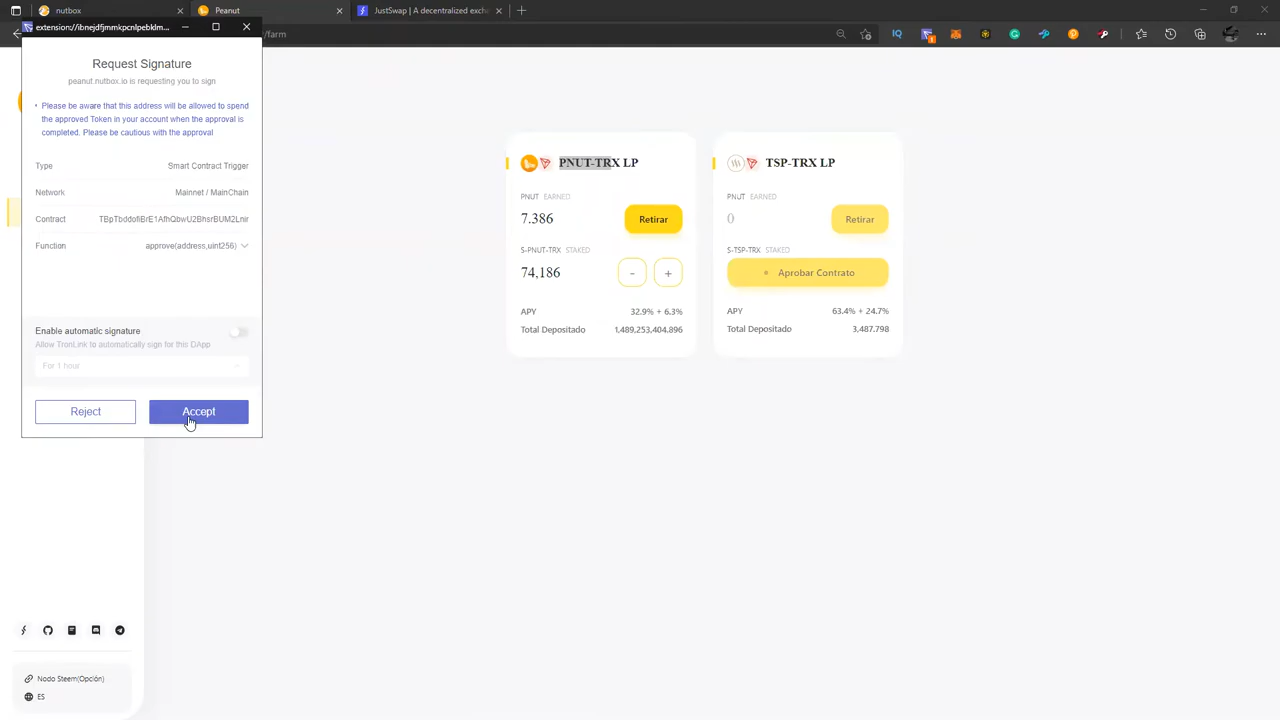 nutbox
Peanut
JustSwap | A decentralized exch
extension://ibnejdfjmmkpcnlpebklm...
/farm
Request Signature
peanut.nutbox.io is requesting you to sign
Please be aware that this address will be allowed to spend
the approved Token in your account when the approval is
completed. Please be cautious with the approval
Type Smart Contract Trigger
Network Mainnet / MainChain
Contract
Function approve(address,uint256)
Enable automatic signature
Allow TronLink to automatically sign for this DApp
For 1 hour
Reject Accept
PNUT-TRX LP
PNUT EARNED
7.386 Retirar
S-PNUT-TRX STAKED
74,186 - +
APY 32.9% + 6.3%
Total Depositado 1,489,253,404.896
TSP-TRX LP
PNUT EARNED
0 Retirar
S-TSP-TRX STAKED
Aprobar Contrato
APY 63.4% + 24.7%
Total Depositado 3,487.798
Nodo Steem(Opción)
ES